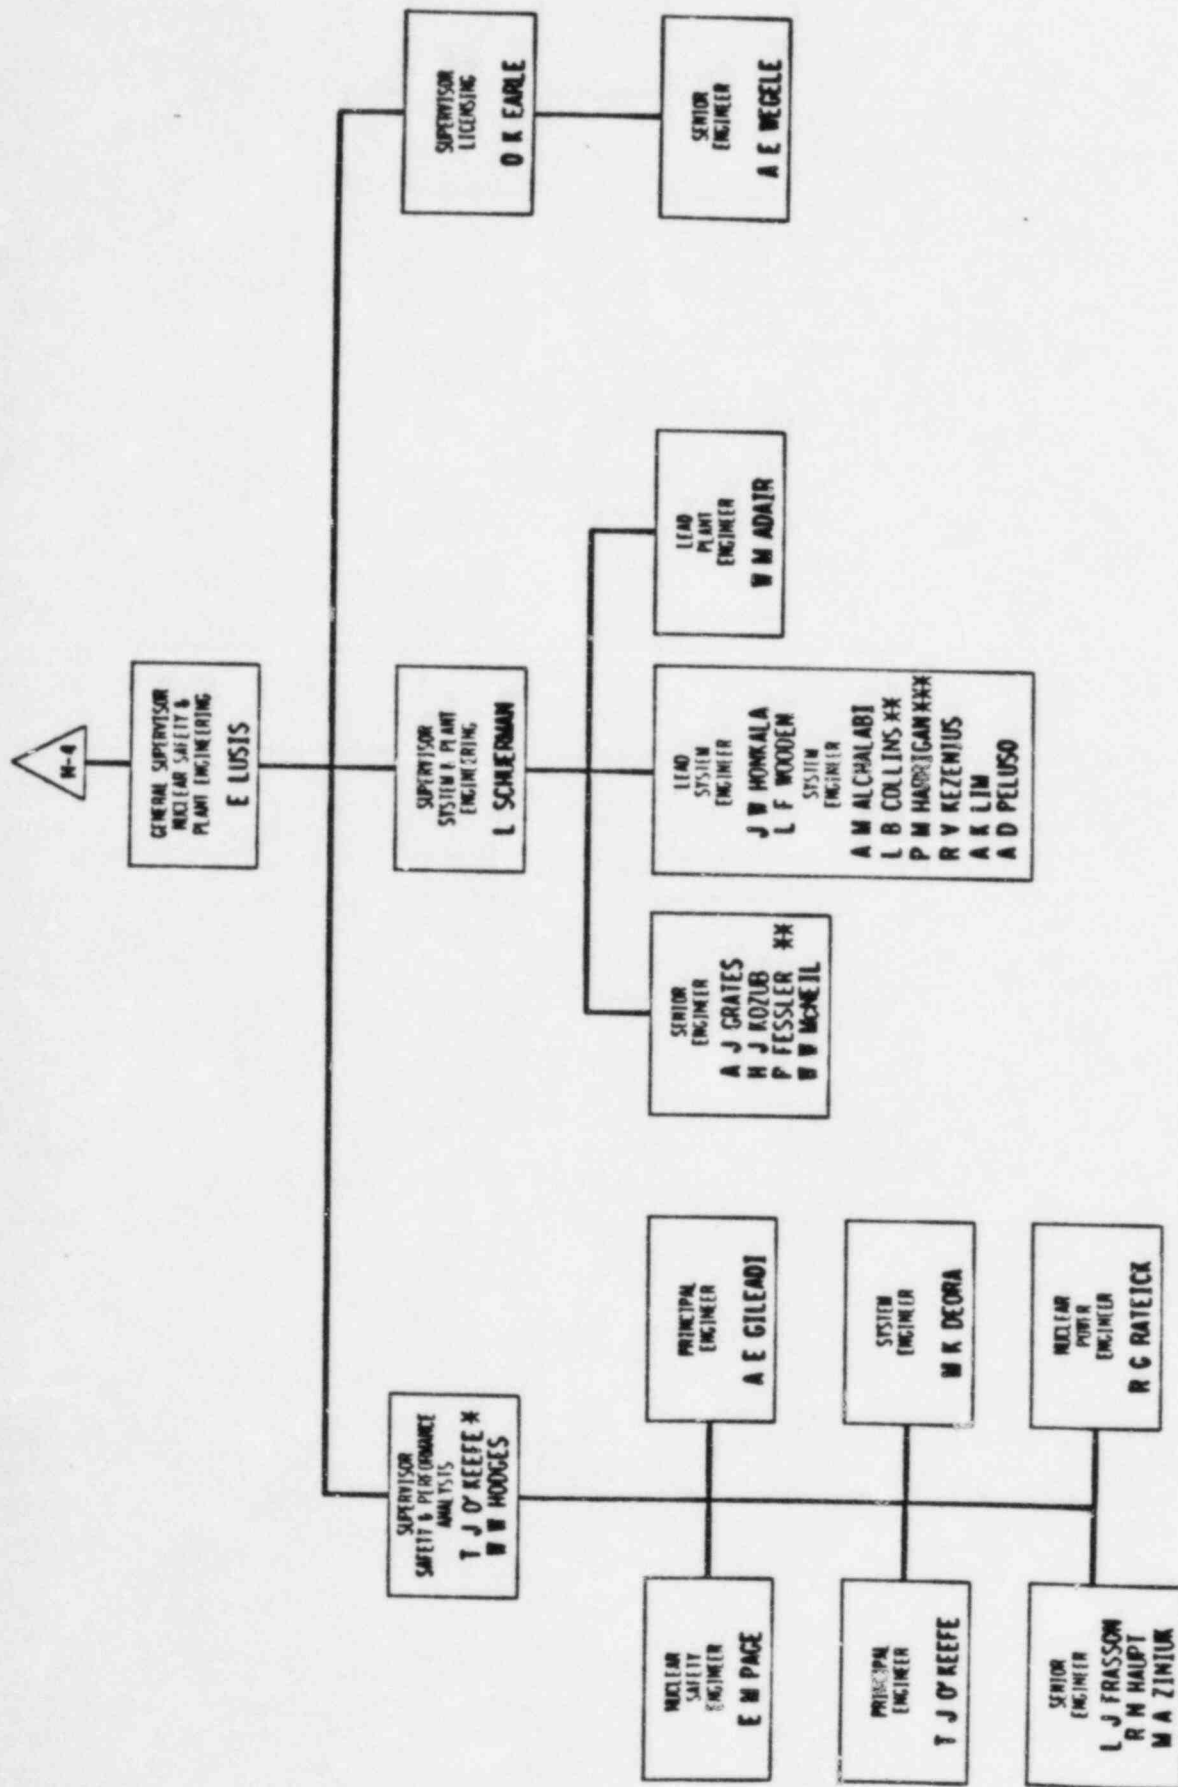 N-4
GENERAL SUPERVISOR
NUCLEAR SAFETY &
PLANT ENGINEERING
E LUSIS
SUPERVISOR
SAFETY & PERFORMANCE
ANALYSIS
T J O'KEEFE *
W W HODGES
SUPERVISOR
SYSTEM & PLANT
ENGINEERING
L SCHUERMAN
SUPERVISOR
LICENSING
O K EARLE
NUCLEAR
SAFETY
ENGINEER
E M PAGE
PRINCIPAL
ENGINEER
A E GILEADI
PRINCIPAL
ENGINEER
T J O'KEEFE
SYSTEM
ENGINEER
M K DEORA
SENIOR
ENGINEER
L J FRASSON
R H HAUPT
M A ZINIUK
NUCLEAR
POWER
ENGINEER
R G RATEICK
SENIOR
ENGINEER
A J GRATES
H J KOZUB
P FESSLER **
W W McNEIL
LEAD
SYSTEM
ENGINEER
J W HONKALA
L F WOODEN
SYSTEM
ENGINEER
A M ALCHALABI
L B COLLINS **
P M HARRIGAN ***
R V KEZENIUS
A K LIM
A D PELUSO
LEAD
PLANT
ENGINEER
W M ADAIR
SENIOR
ENGINEER
A E WEGELE